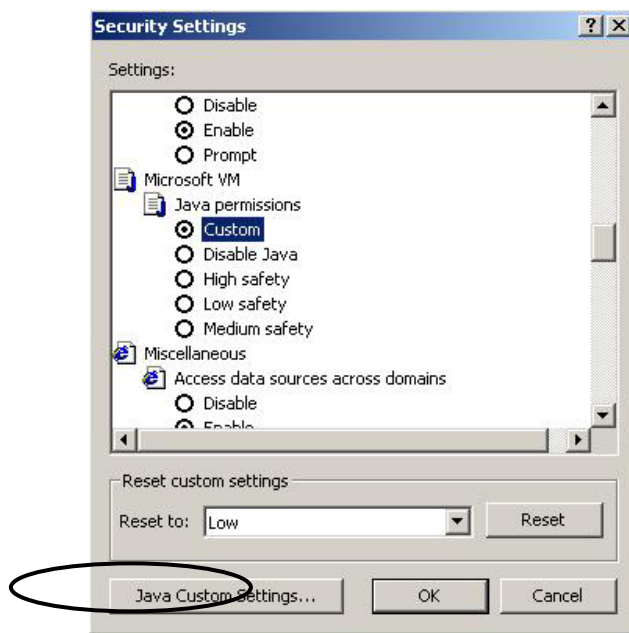 Security Settings
Settings:
Disable
Enable
Prompt
Microsoft VM
Java permissions
Custom
Disable Java
High safety
Low safety
Medium safety
Miscellaneous
Access data sources across domains
Disable
Enable
Reset custom settings
Reset to: Low Reset
Java Custom Settings... OK Cancel